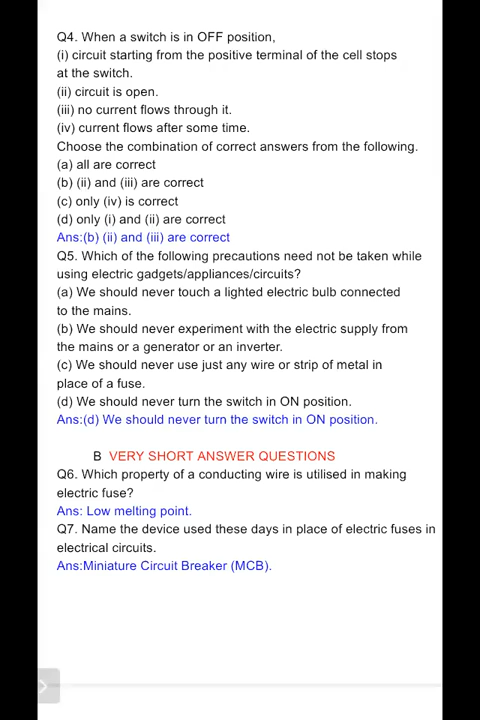 Q4. When a switch is in OFF position,
(i) circuit starting from the positive terminal of the cell stops
at the switch.
(ii) circuit is open.
(iii) no current flows through it.
(iv) current flows after some time.
Choose the combination of correct answers from the following.
(a) all are correct
(b) (ii) and (iii) are correct
(c) only (iv) is correct
(d) only (i) and (ii) are correct
Ans:(b) (ii) and (iii) are correct
Q5. Which of the following precautions need not be taken while
using electric gadgets/appliances/circuits?
(a) We should never touch a lighted electric bulb connected
to the mains.
(b) We should never experiment with the electric supply from
the mains or a generator or an inverter.
(c) We should never use just any wire or strip of metal in
place of a fuse.
(d) We should never turn the switch in ON position.
Ans:(d) We should never turn the switch in ON position.
B VERY SHORT ANSWER QUESTIONS
Q6. Which property of a conducting wire is utilised in making
electric fuse?
Ans: Low melting point.
Q7. Name the device used these days in place of electric fuses in
electrical circuits.
Ans:Miniature Circuit Breaker (MCB).